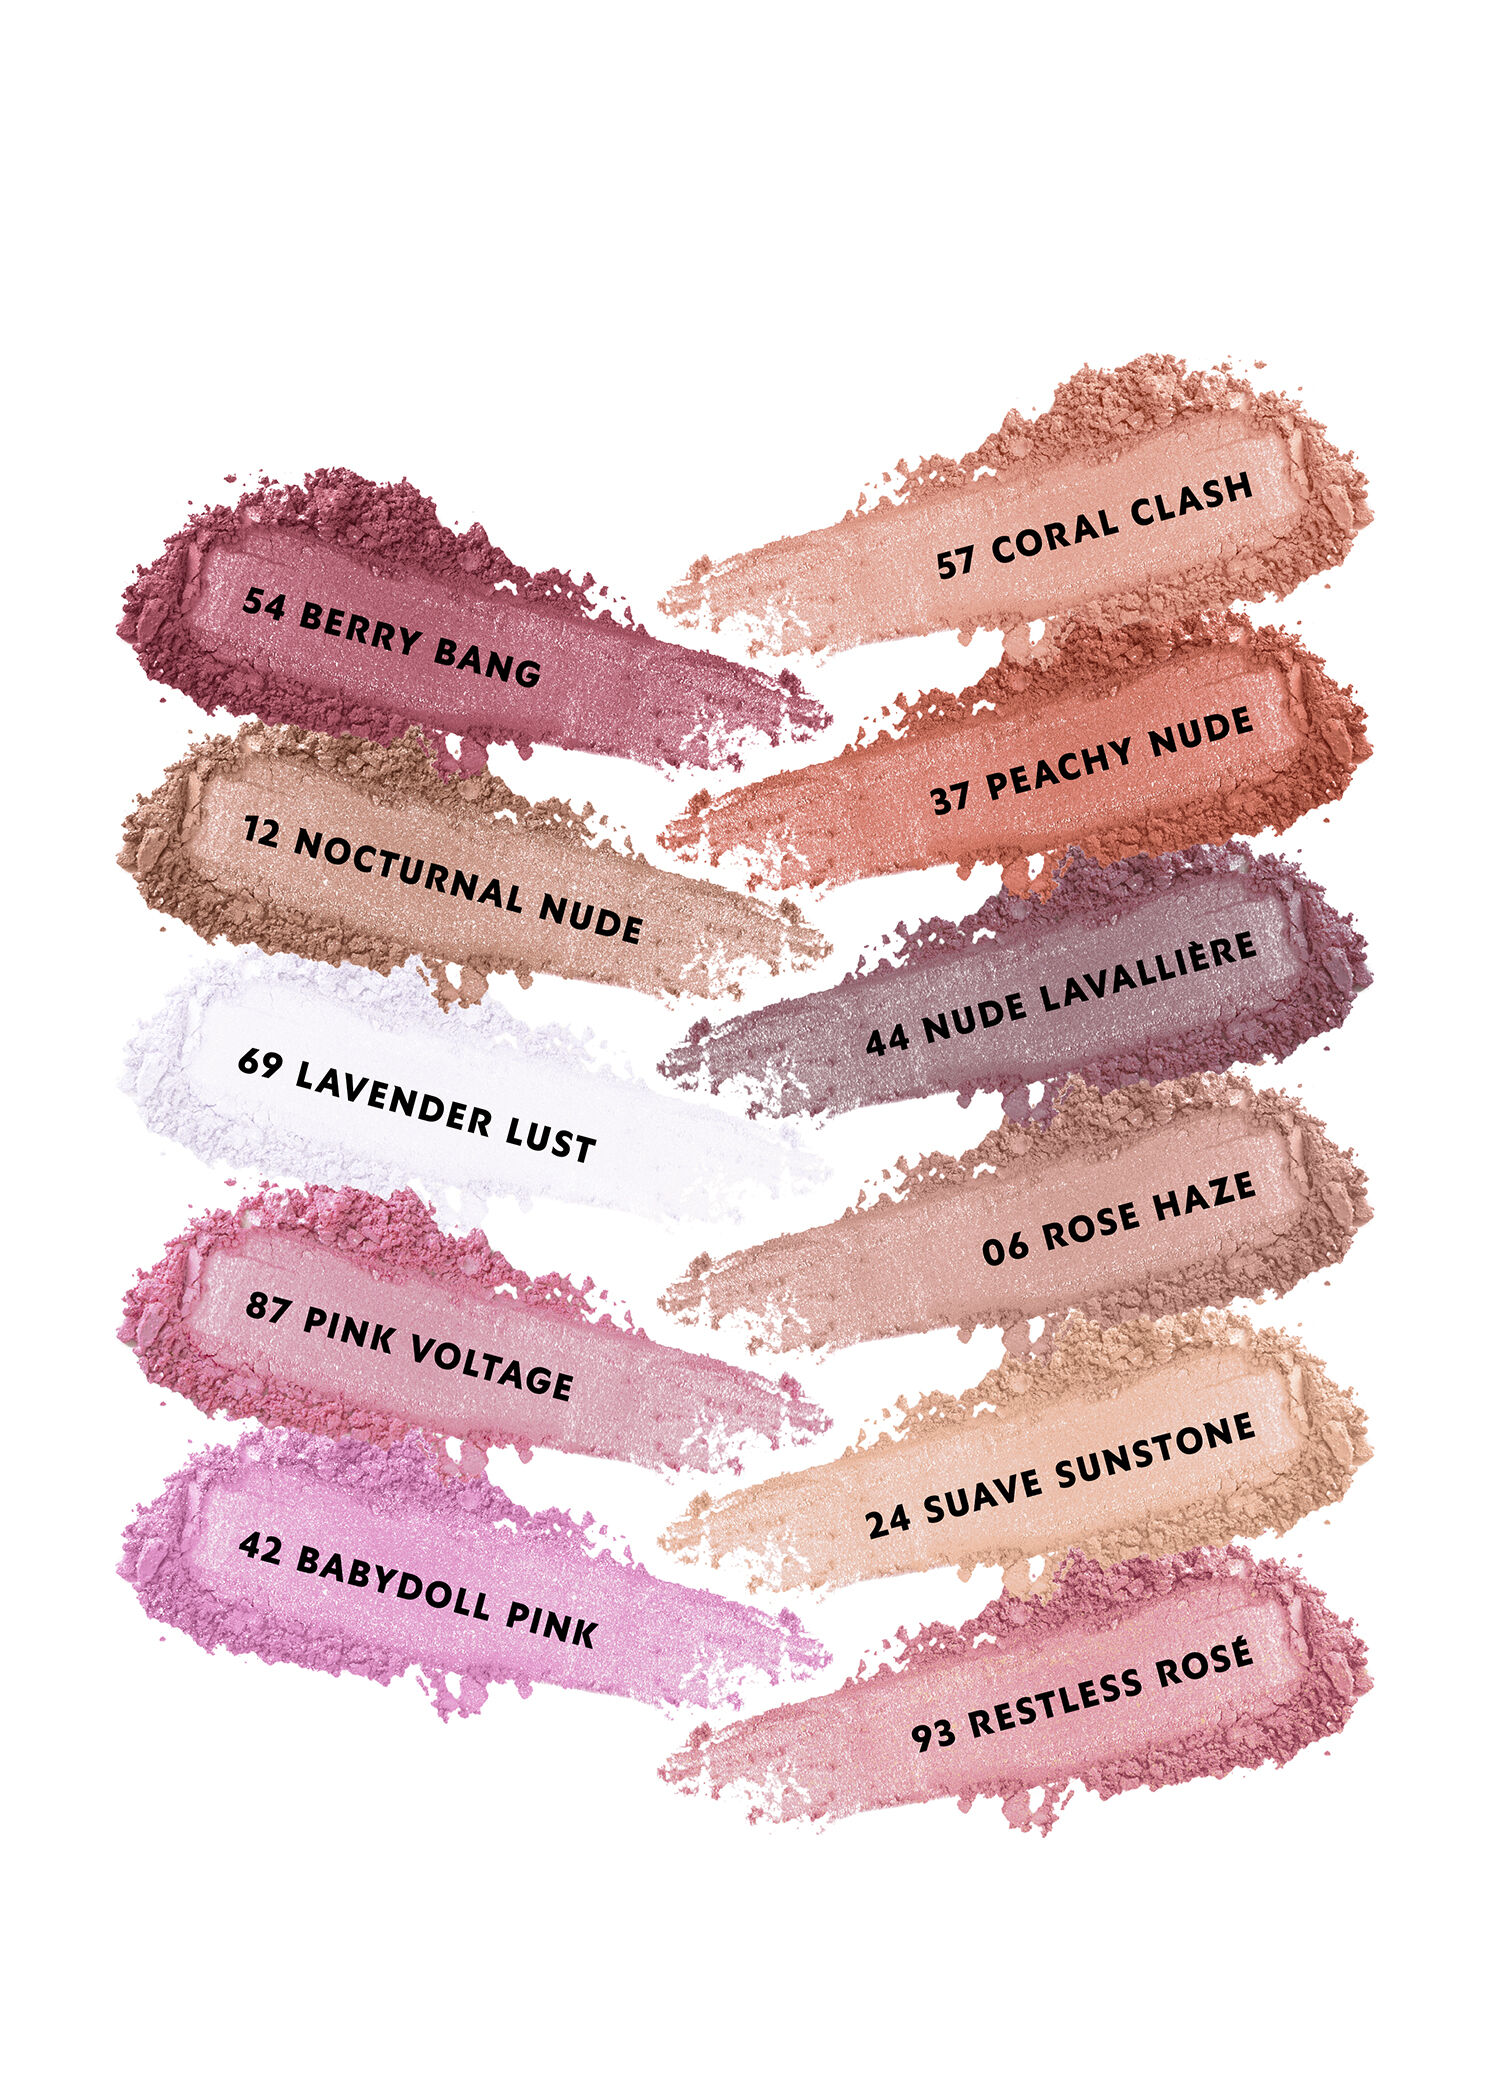 54 BERRY BANG
12 NOCTURNAL NUDE
69 LAVENDER LUST
87 PINK VOLTAGE
42 BABYDOLL PINK
57 CORAL CLASH
37 PEACHY NUDE
44 NUDE LAVALLIÈRE
06 ROSE HAZE
24 SUAVE SUNSTONE
93 RESTLESS ROSÉ